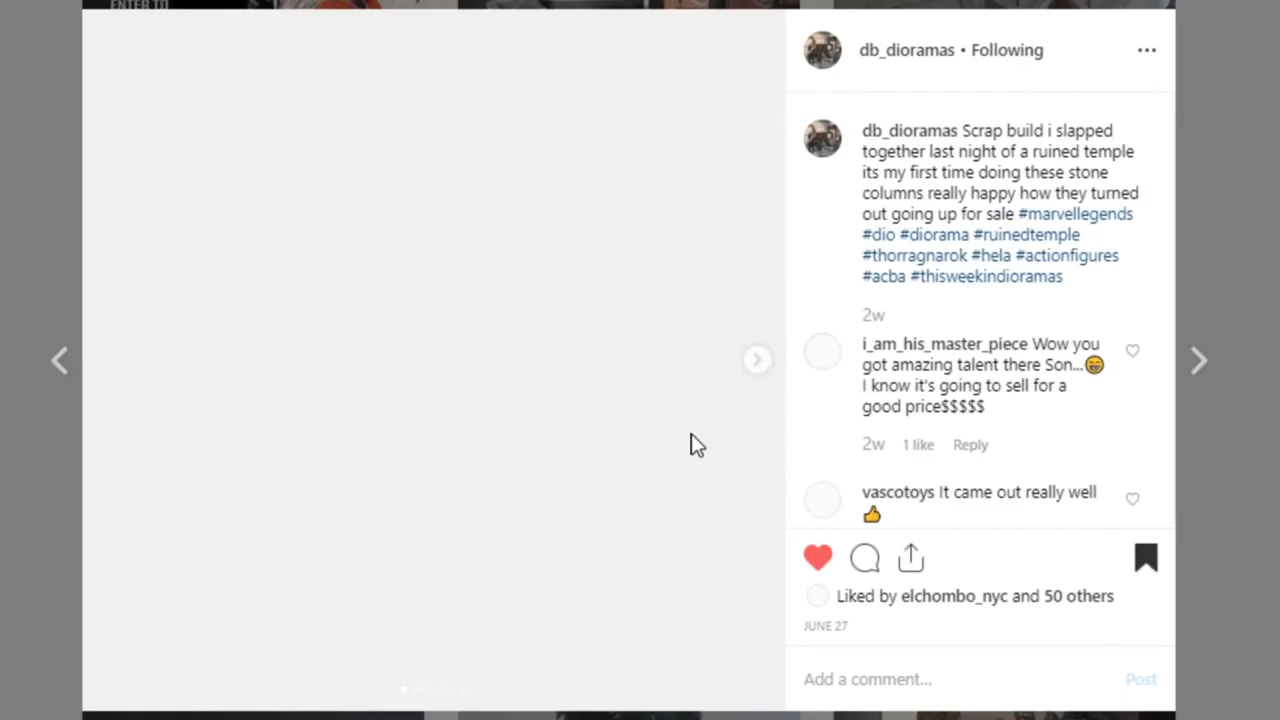 ENTER TO
db_dioramas • Following
db_dioramas Scrap build i slapped
together last night of a ruined temple
its my first time doing these stone
columns really happy how they turned
out going up for sale #marvellegends
#dio #diorama #ruinedtemple
#thorragnarok #hela #actionfigures
#acba #thisweekindioramas
2w
i_am_his_master_piece Wow you
got amazing talent there Son...😁
I know it's going to sell for a
good price$$$$$
2w 1 like Reply
vascotoys It came out really well
👍
Liked by elchombo_nyc and 50 others
JUNE 27
Add a comment... Post